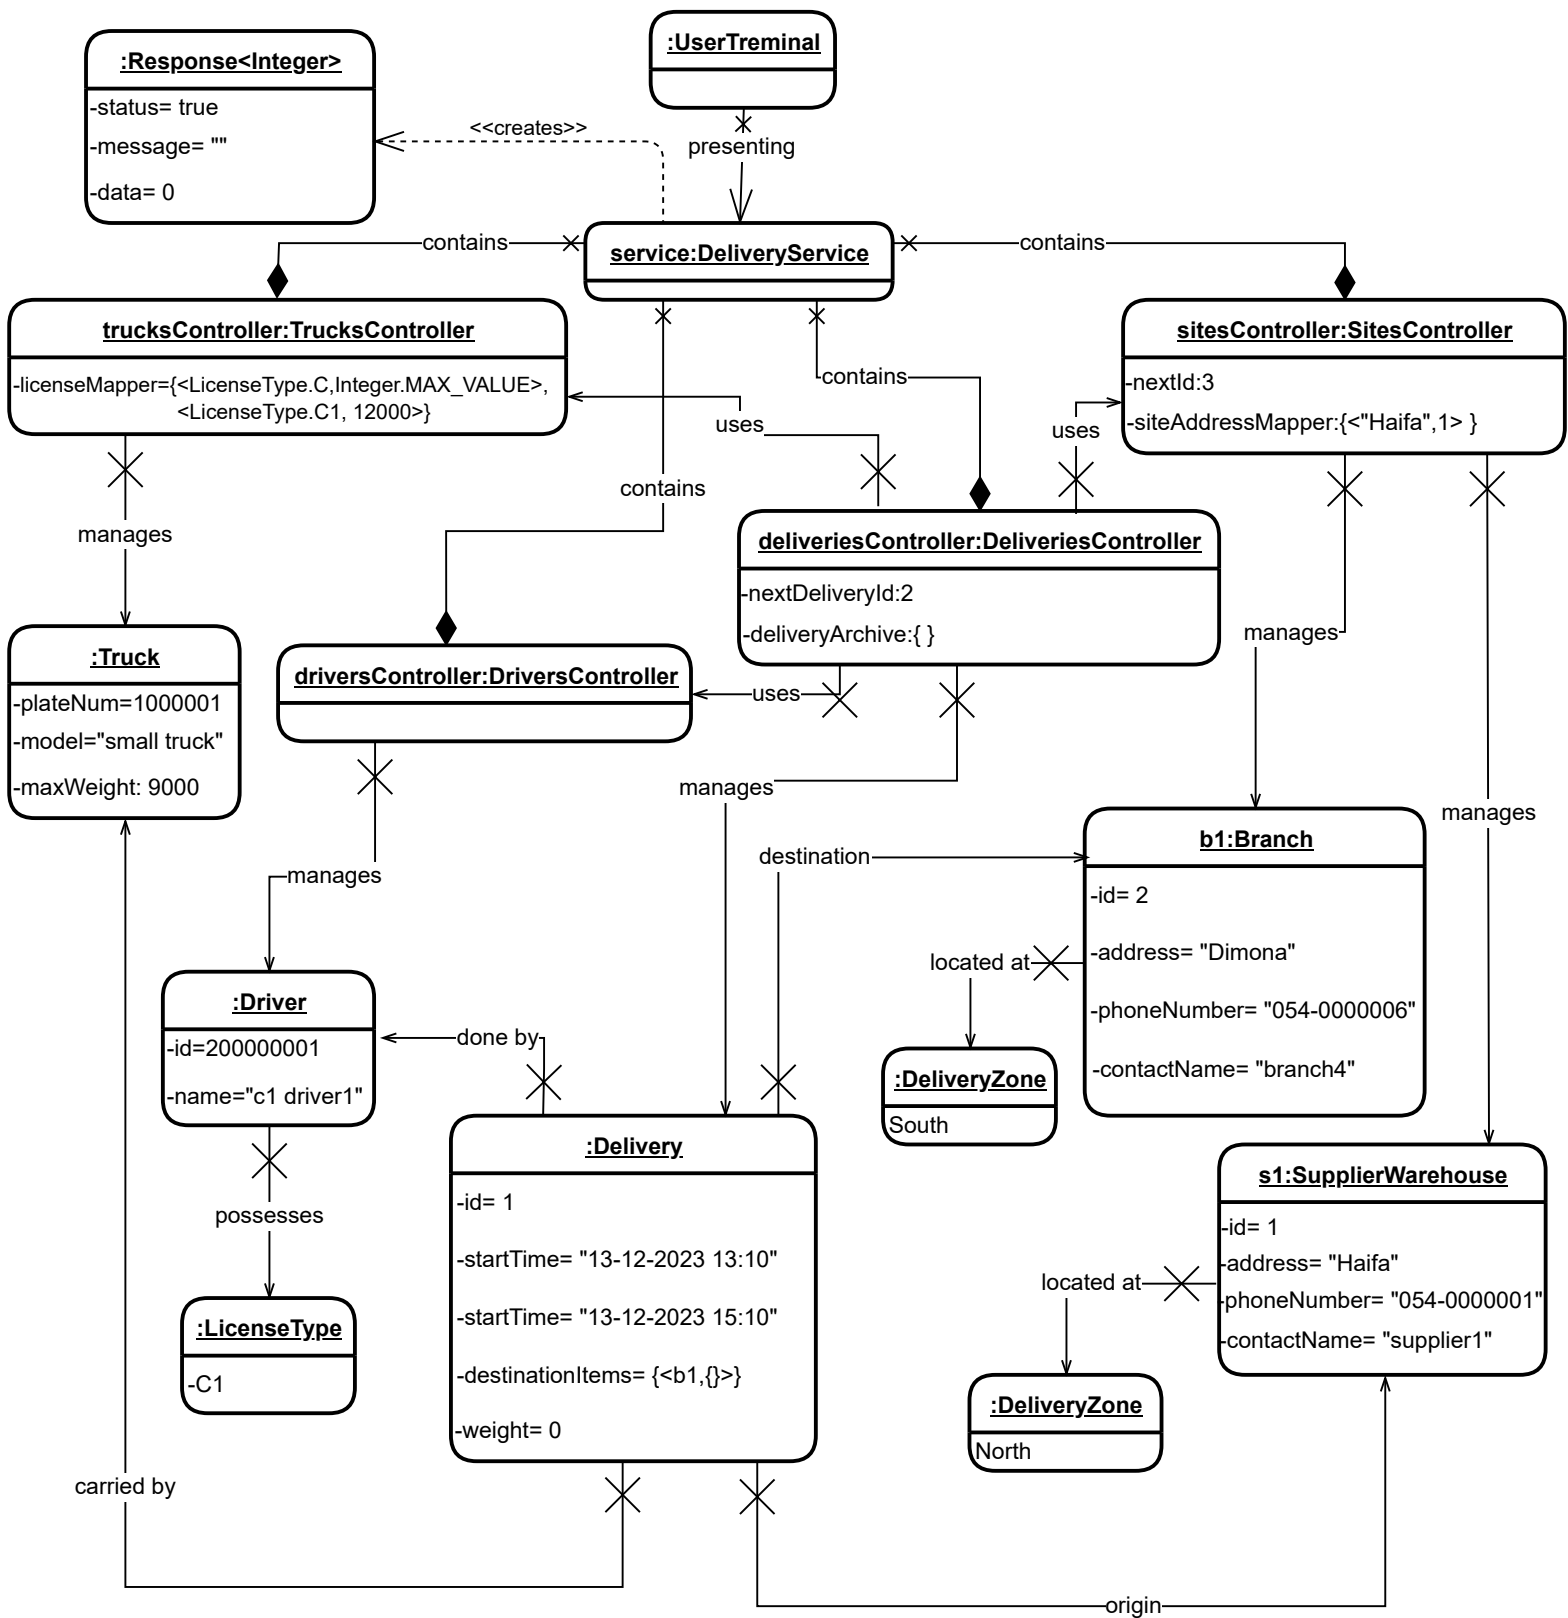 :Response<Integer>
-status= true
-message= ""
-data= 0
:UserTreminal
<<creates>>
presenting
contains
service:DeliveryService
contains
trucksController:TrucksController
-licenseMapper={<LicenseType.C,Integer.MAX_VALUE>,
<LicenseType.C1, 12000>}
sitesController:SitesController
-nextId:3
-siteAddressMapper:{<"Haifa",1> }
contains
uses
uses
contains
manages
deliveriesController:DeliveriesController
-nextDeliveryId:2
-deliveryArchive:{ }
manages
:Truck
-plateNum=1000001
-model="small truck"
-maxWeight: 9000
driversController:DriversController
uses
manages
manages
destination
manages
b1:Branch
-id= 2
-address= "Dimona"
-phoneNumber= "054-0000006"
-contactName= "branch4"
located at
:DeliveryZone
South
:Driver
-id=200000001
-name="c1 driver1"
done by
possesses
:LicenseType
-C1
:Delivery
-id= 1
-startTime= "13-12-2023 13:10"
-startTime= "13-12-2023 15:10"
-destinationItems= {<b1,{}>}
-weight= 0
s1:SupplierWarehouse
-id= 1
-address= "Haifa"
-phoneNumber= "054-0000001"
-contactName= "supplier1"
located at
:DeliveryZone
North
carried by
origin